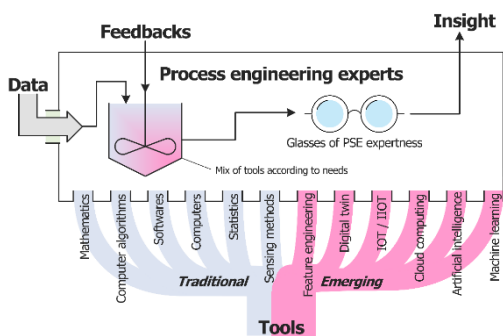 Feedbacks
Insight
Data
Process engineering experts
Glasses of PSE expertness
Mix of tools according to needs
Mathematics
Computer algorithms
Softwares
Computers
Statistics
Sensing methods
Feature engineering
Digital twin
IOT / IIOT
Cloud computing
Artificial intelligence
Machine learning
Traditional
Emerging
Tools